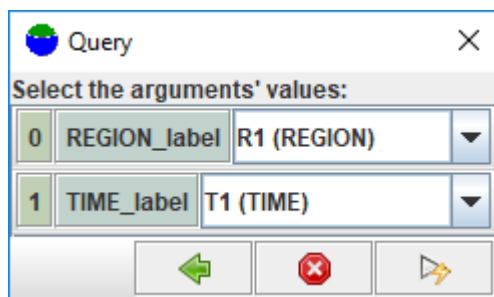 Query
Select the arguments' values:
0 REGION_label R1 (REGION)
1 TIME_label T1 (TIME)